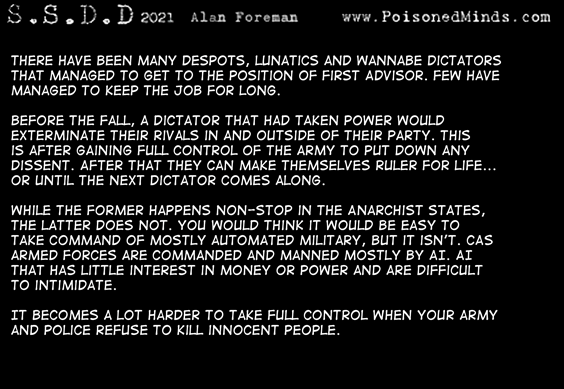 S.S.D.D 2021 Alan Foreman www.PoisonedMinds.com
THERE HAVE BEEN MANY DESPOTS, LUNATICS AND WANNABE DICTATORS
THAT MANAGED TO GET TO THE POSITION OF FIRST ADVISOR. FEW HAVE
MANAGED TO KEEP THE JOB FOR LONG.
BEFORE THE FALL, A DICTATOR THAT HAD TAKEN POWER WOULD
EXTERMINATE THEIR RIVALS IN AND OUTSIDE OF THEIR PARTY. THIS
IS AFTER GAINING FULL CONTROL OF THE ARMY TO PUT DOWN ANY
DISSENT. AFTER THAT THEY CAN MAKE THEMSELVES RULER FOR LIFE...
OR UNTIL THE NEXT DICTATOR COMES ALONG.
WHILE THE FORMER HAPPENS NON-STOP IN THE ANARCHIST STATES,
THE LATTER DOES NOT. YOU WOULD THINK IT WOULD BE EASY TO
TAKE COMMAND OF MOSTLY AUTOMATED MILITARY, BUT IT ISN'T. CAS
ARMED FORCES ARE COMMANDED AND MANNED MOSTLY BY AI. AI
THAT HAS LITTLE INTEREST IN MONEY OR POWER AND ARE DIFFICULT
TO INTIMIDATE.
IT BECOMES A LOT HARDER TO TAKE FULL CONTROL WHEN YOUR ARMY
AND POLICE REFUSE TO KILL INNOCENT PEOPLE.